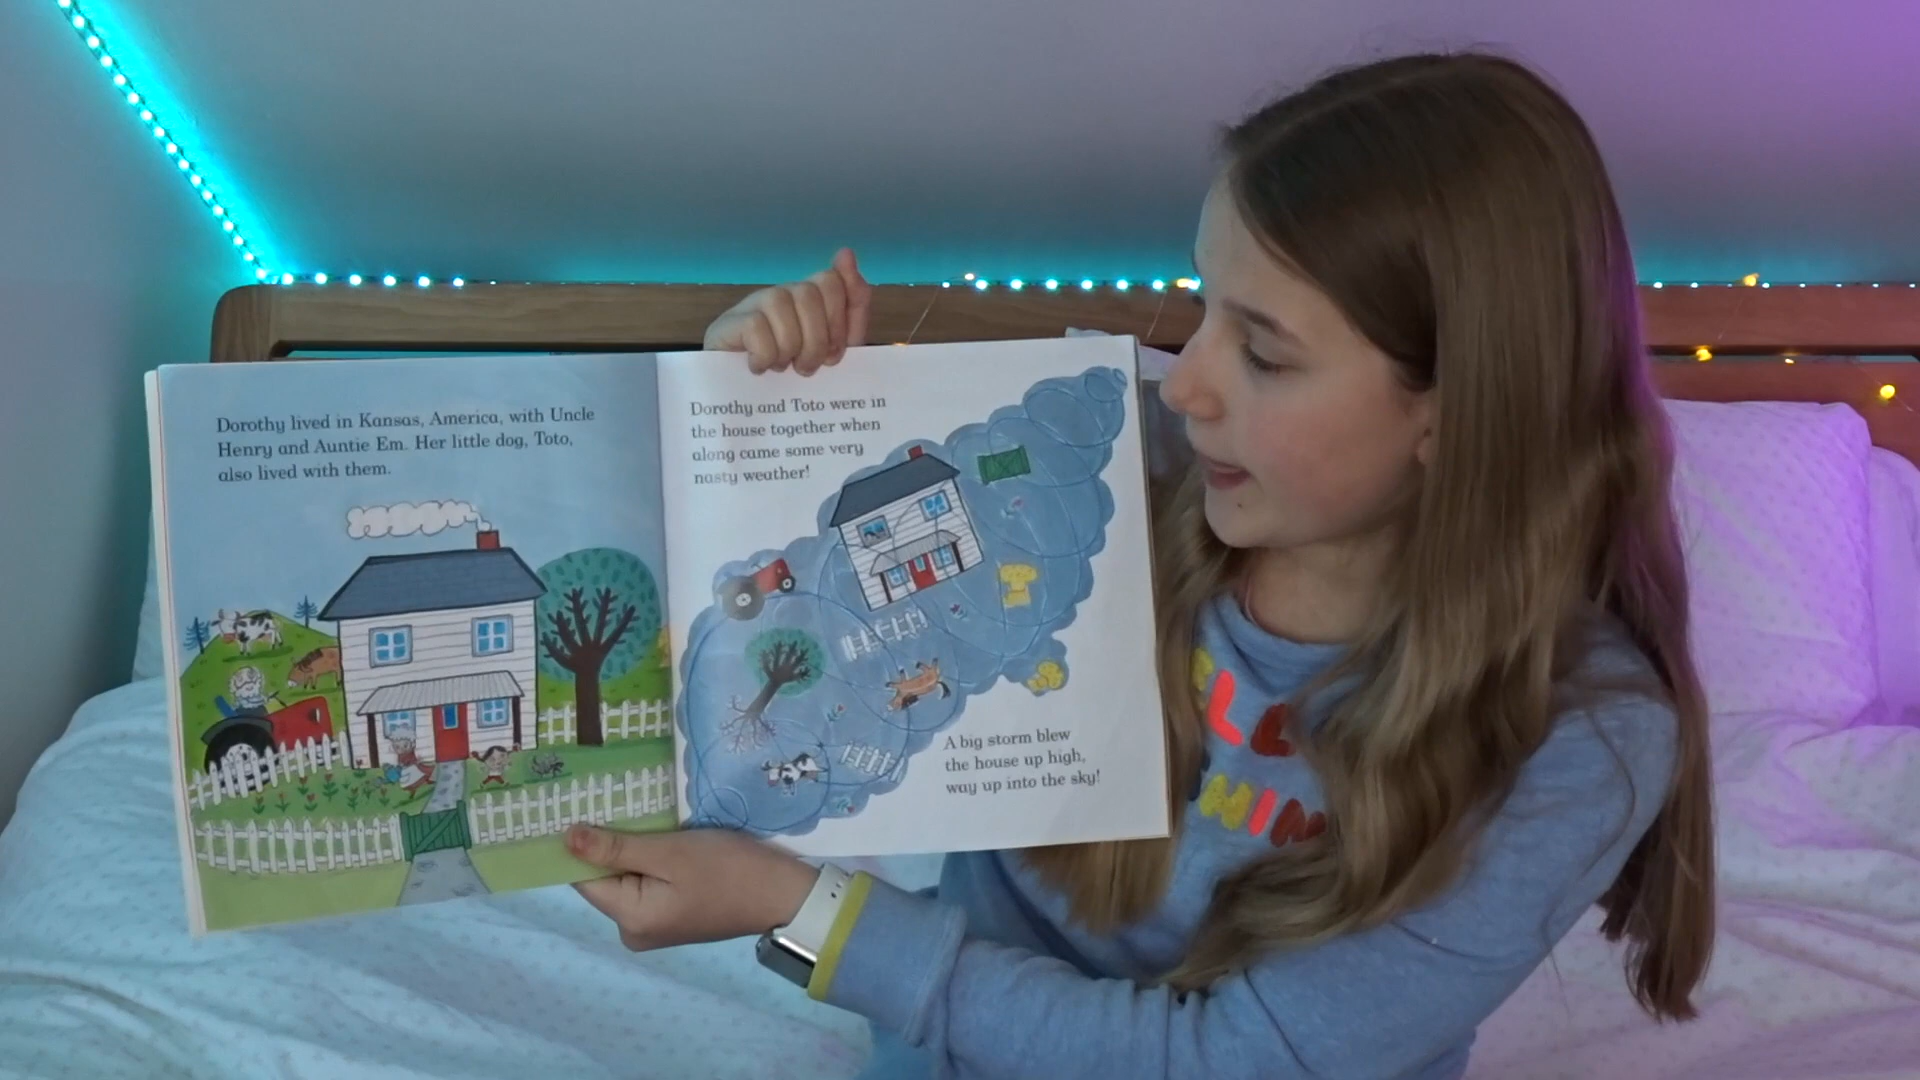 Dorothy lived in Kansas, America, with Uncle
Henry and Auntie Em. Her little dog, Toto,
also lived with them.
Dorothy and Toto were in
the house together when
along came some very
nasty weather!
A big storm blew
the house up high,
way up into the sky!